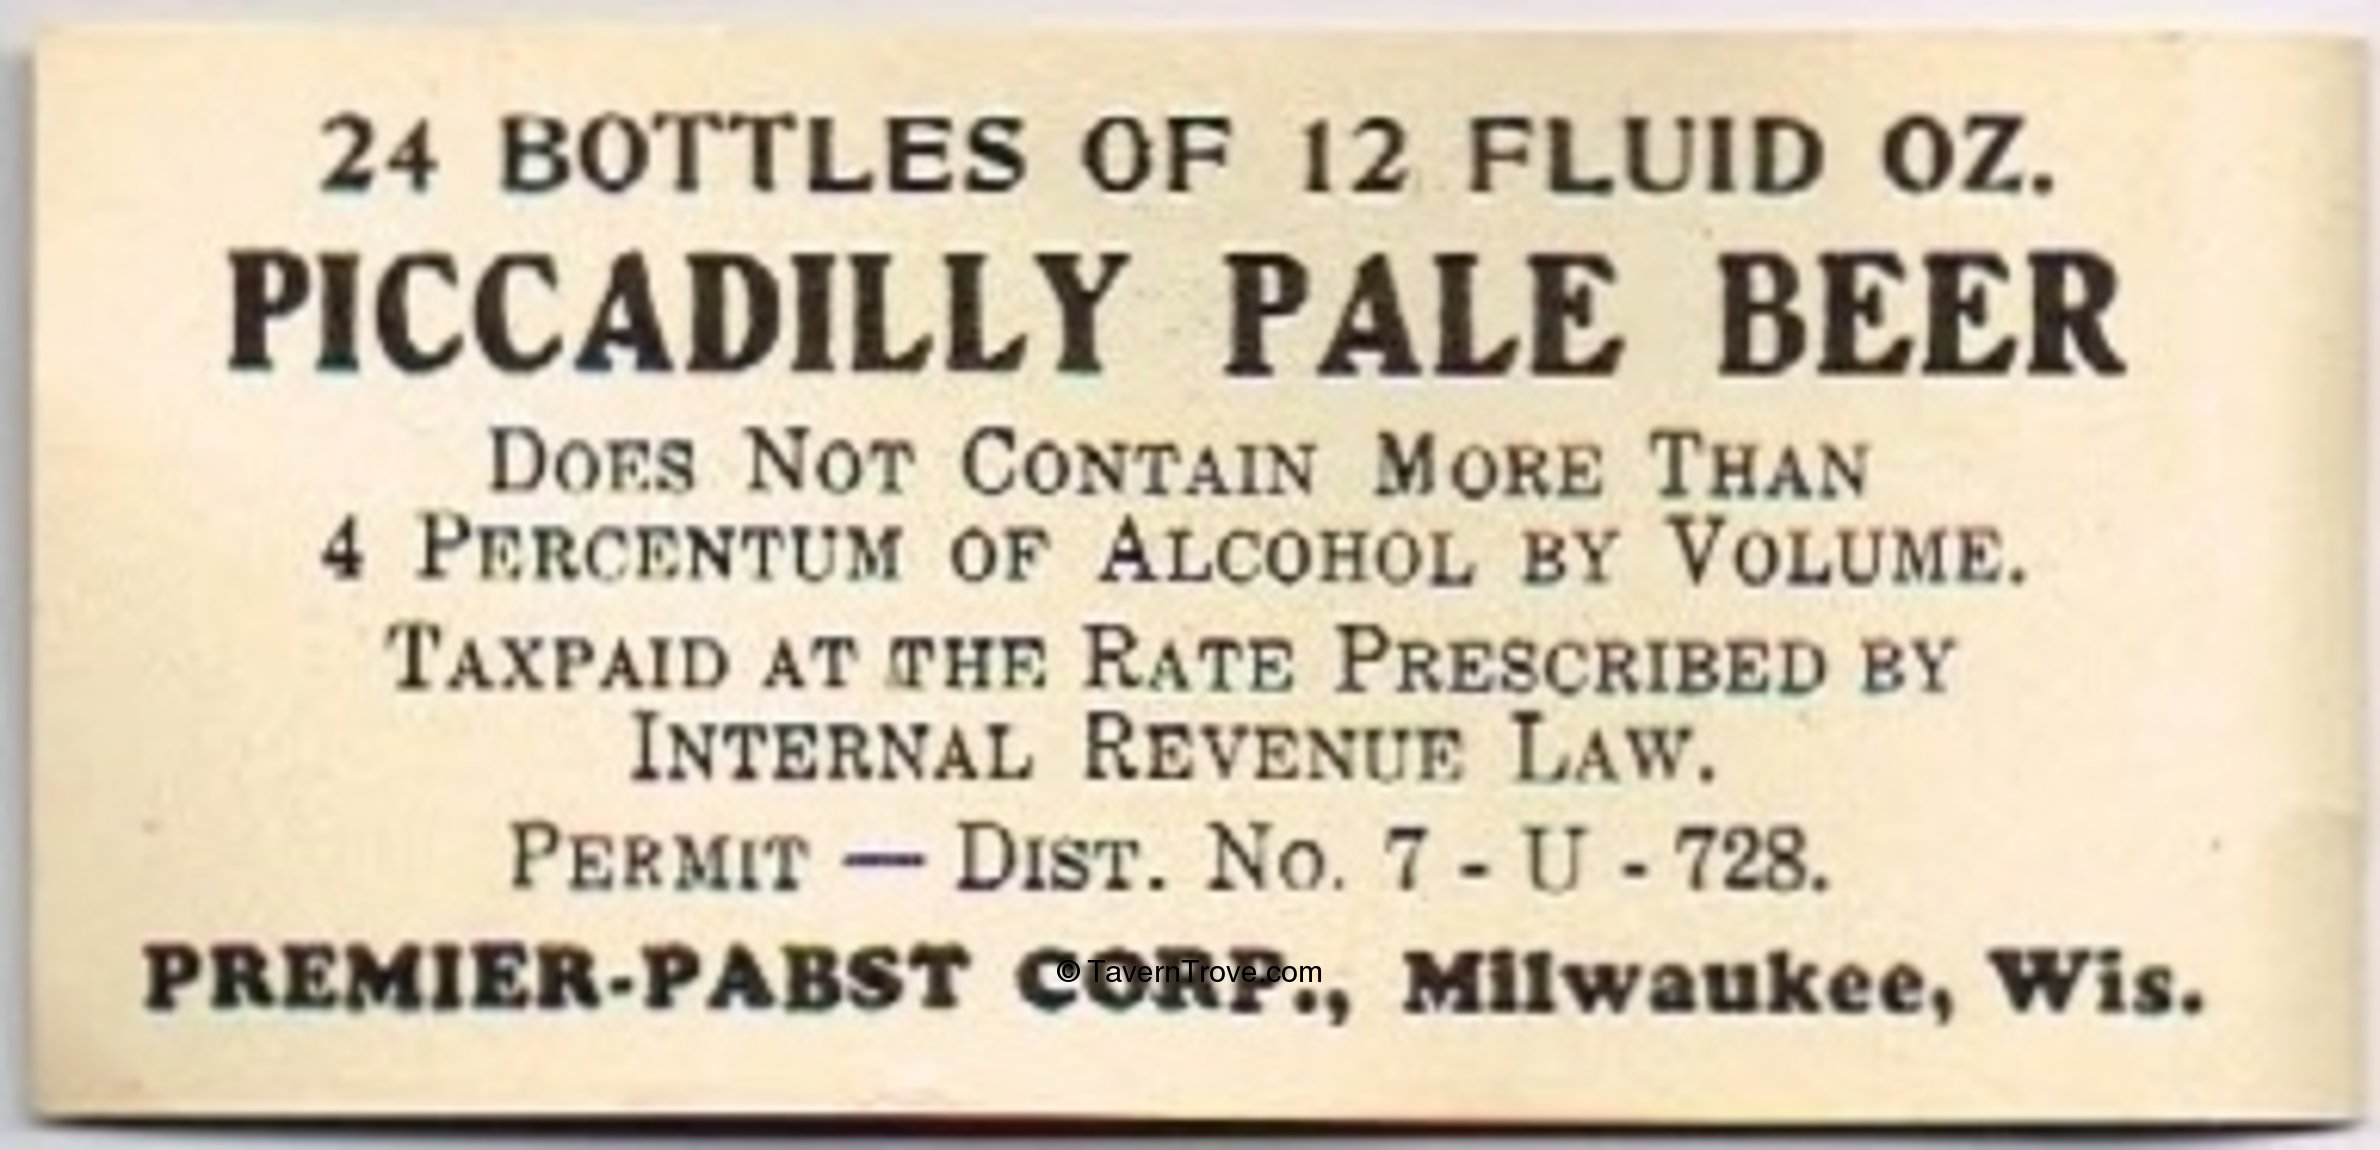 24 BOTTLES OF 12 FLUID OZ.
PICCADILLY PALE BEER
DOES NOT CONTAIN MORE THAN
4 PERCENTUM OF ALCOHOL BY VOLUME.
TAXPAID AT THE RATE PRESCRIBED BY
INTERNAL REVENUE LAW.
PERMIT — DIST. NO. 7 - U - 728.
PREMIER-PABST CORP., Milwaukee, Wis.
© TavernTrove.com